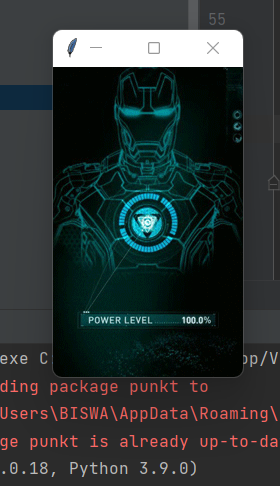 55
POWER LEVEL ............ 100.0%
exe C
op/V
ding package punkt to
Users\BISWA\AppData\Roaming\
ge punkt is already up-to-da
.0.18, Python 3.9.0)